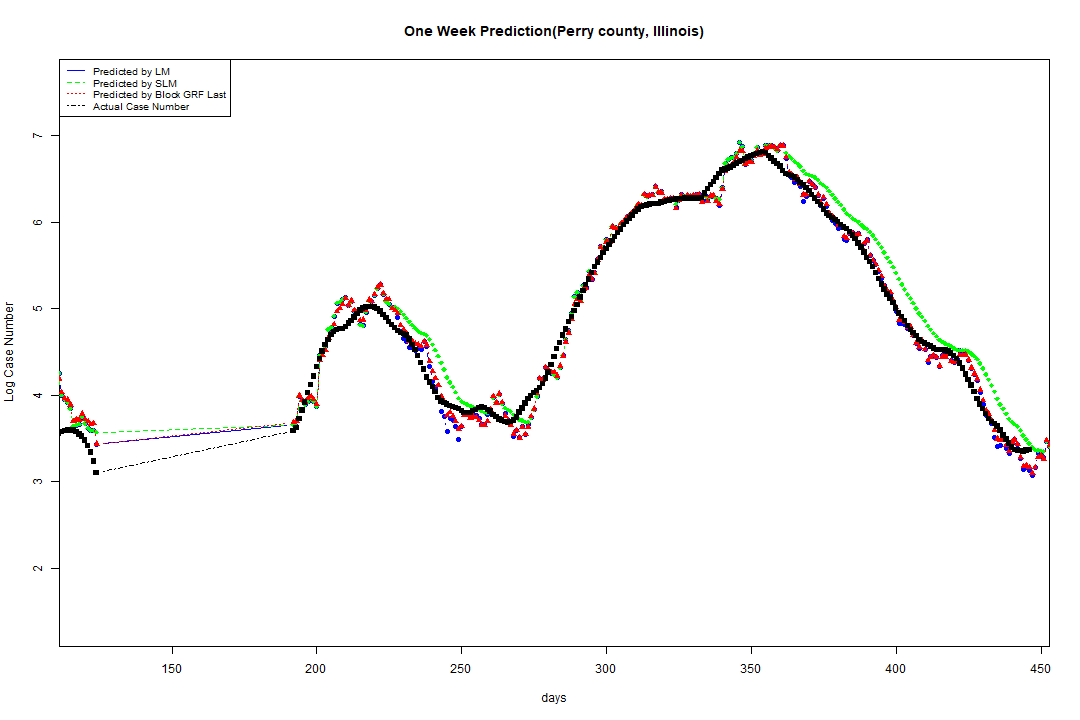 One Week Prediction(Perry county, Illinois)
Predicted by LM
Predicted by SLM
Predicted by Block GRF Last
Actual Case Number
7
6
5
4
3
2
Log Case Number
150 200 250 300 350 400 450
days